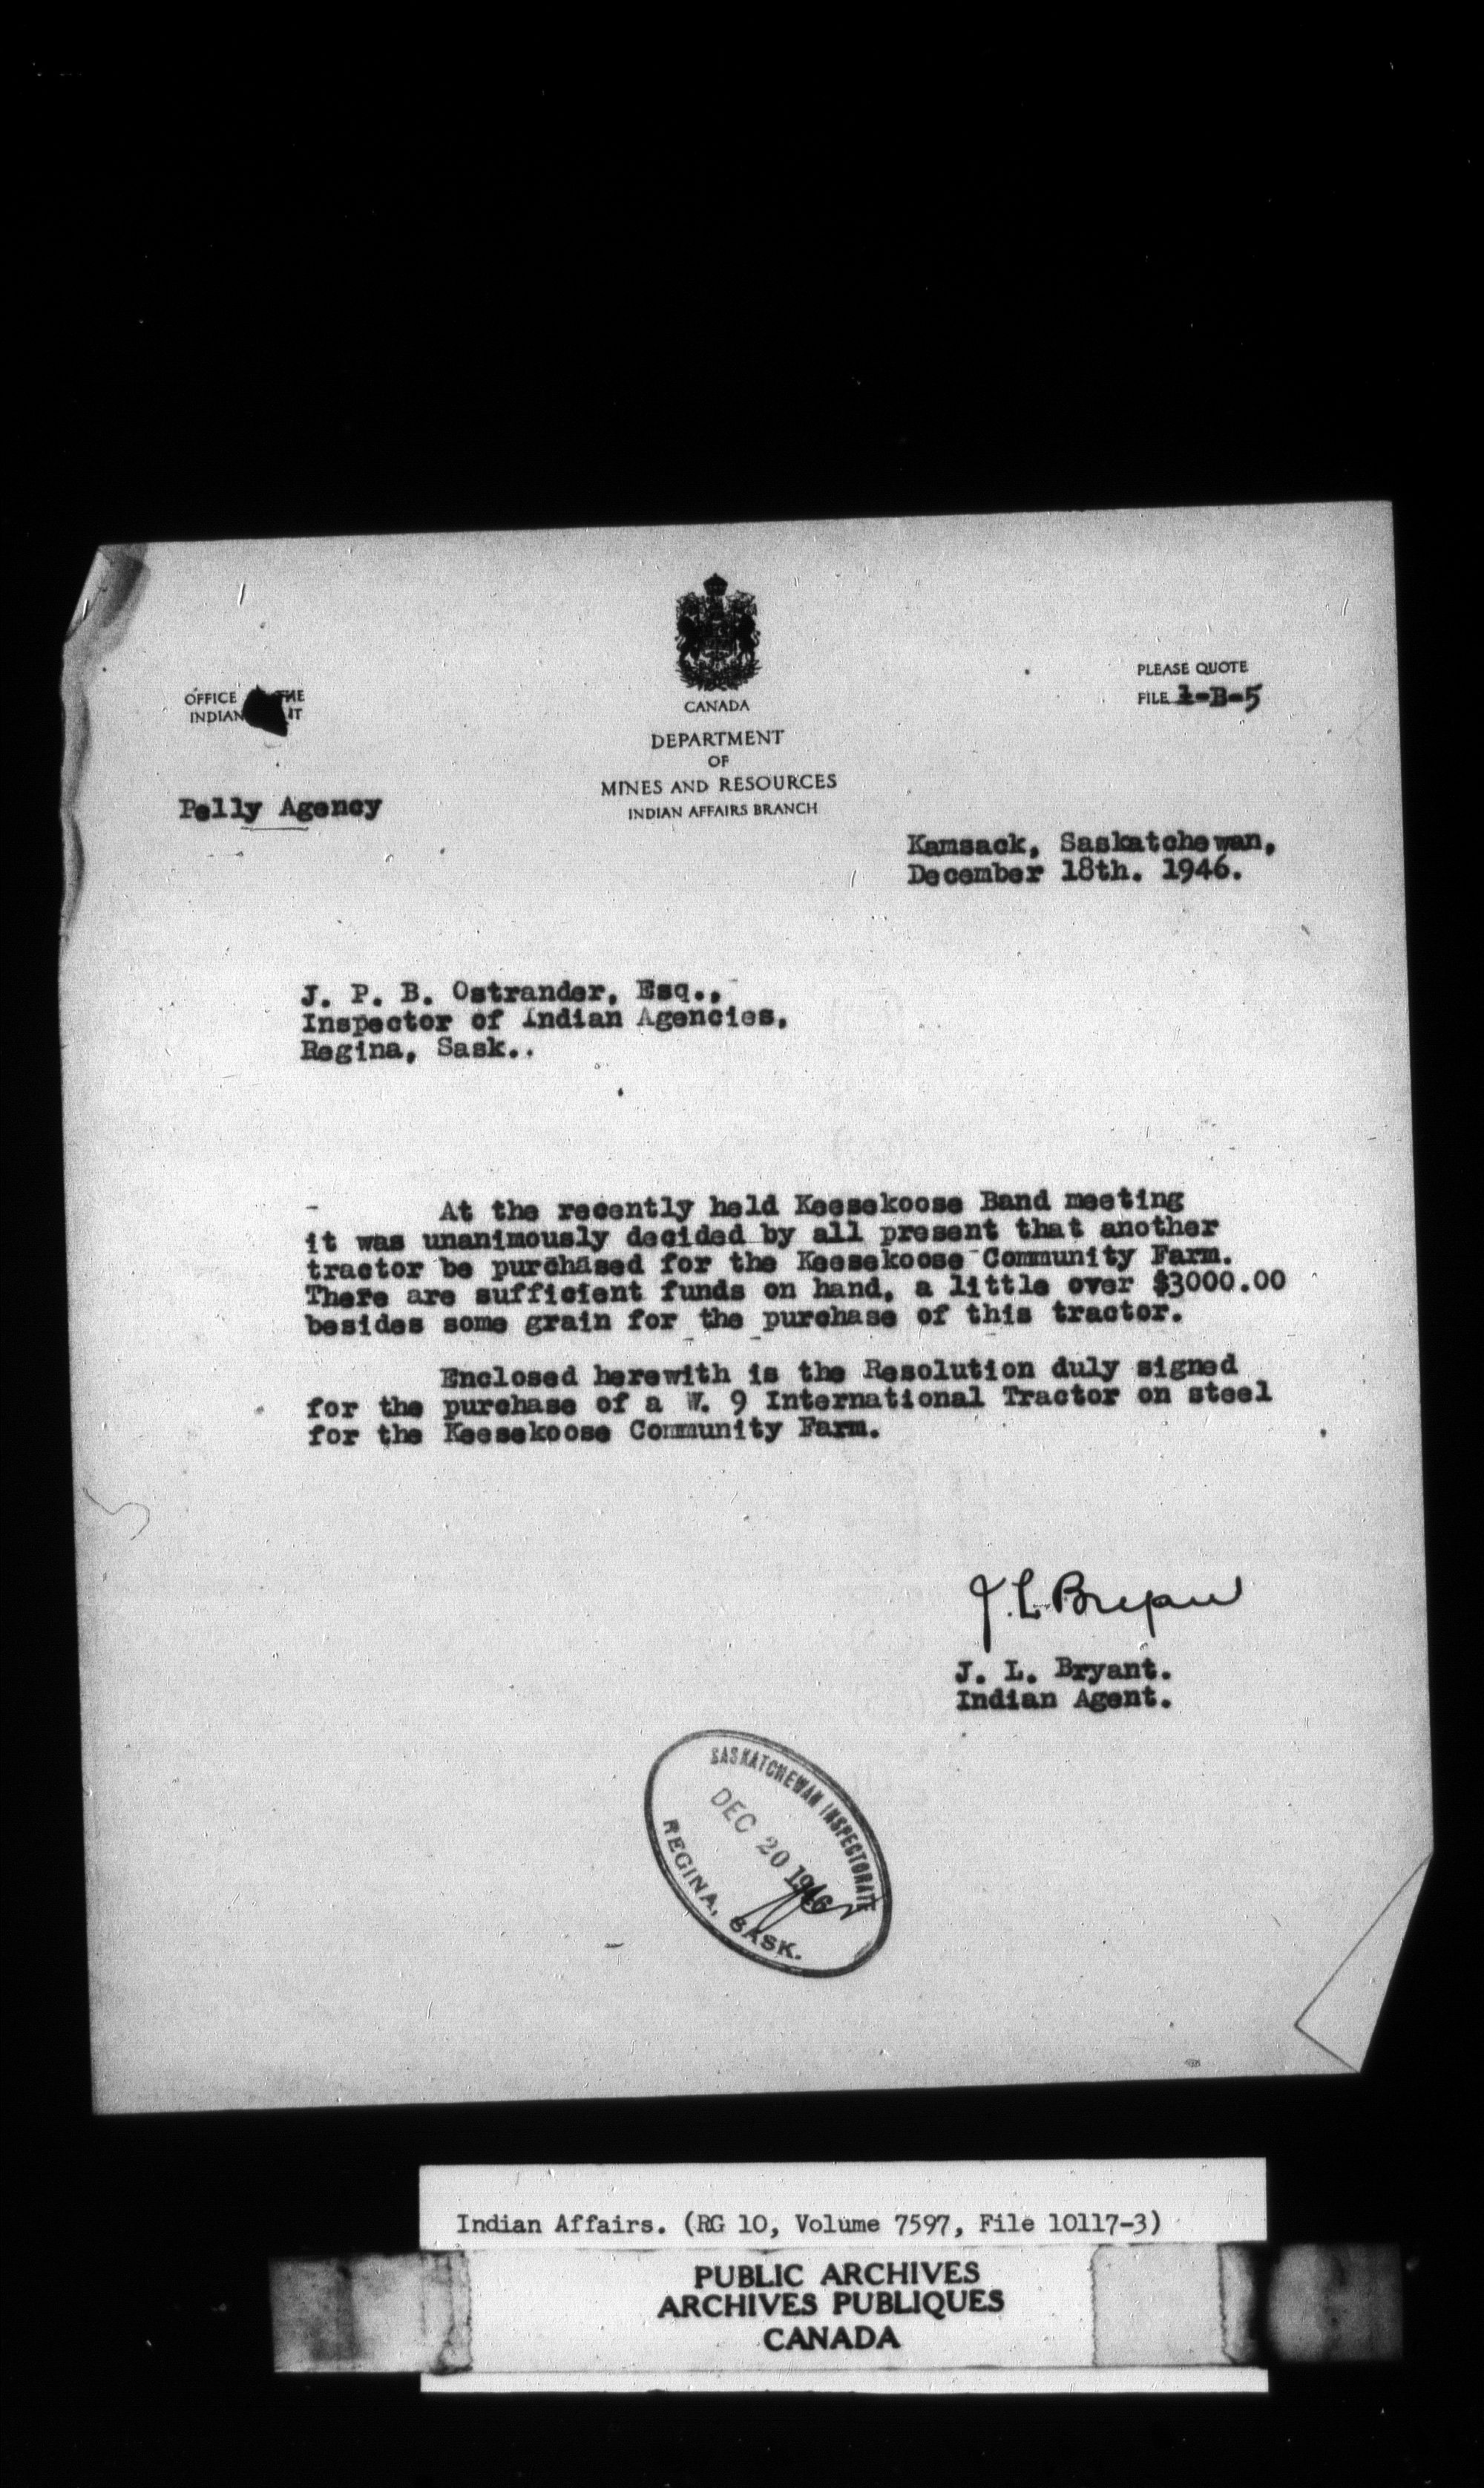 OFFICE THE
INDIAN
CANADA
DEPARTMENT
OF
MINES AND RESOURCES
INDIAN AFFAIRS BRANCH
PLEASE QUOTE
FILE 1-B-5
Pelly Agency
Kamsack, Saskatchewan,
December 18th. 1946.
J. P. B. Ostrander, Esq.,
Inspector of Indian Agencies,
Regina, Sask..
At the recently held Keesekoose Band meeting
it was unanimously decided by all present that another
tractor be purchased for the Keesekoose Community Farm.
There are sufficient funds on hand, a little over $3000.00
besides some grain for the purchase of this tractor.
Enclosed herewith is the Resolution duly signed
for the purchase of a W. 9 International Tractor on steel
for the Keesekoose Community Farm.
J. L. Bryant
J. L. Bryant.
Indian Agent.
SASKATCHEWAN INSPECTORATE
DEC 20 1946
REGINA, SASK.
Indian Affairs. (RG 10, Volume 7597, File 10117-3)
PUBLIC ARCHIVES
ARCHIVES PUBLIQUES
CANADA